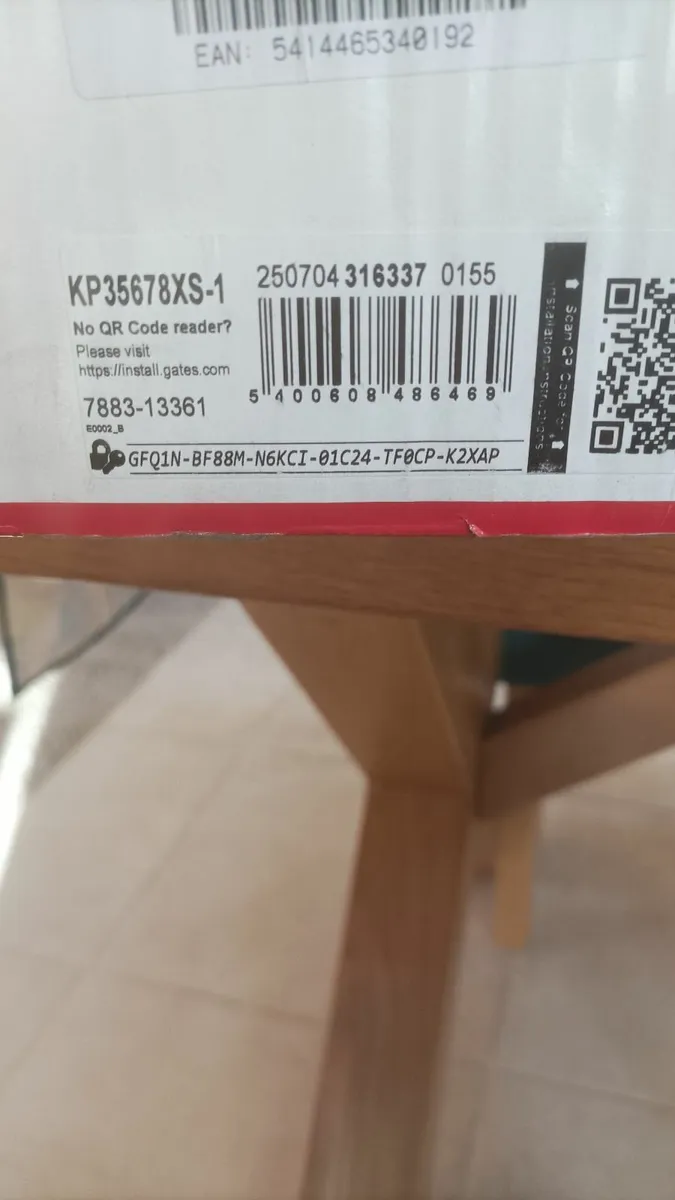 EAN: 5414465340192
KP35678XS-1
250704 316337 0155
No QR Code reader?
Please visit
https://install.gates.com
5 400608 486469
7883-13361
E0002_B
GFQ1N-BF88M-N6KCI-01C24-TF0CP-K2XAP
Scan QR Code for
installation instructions